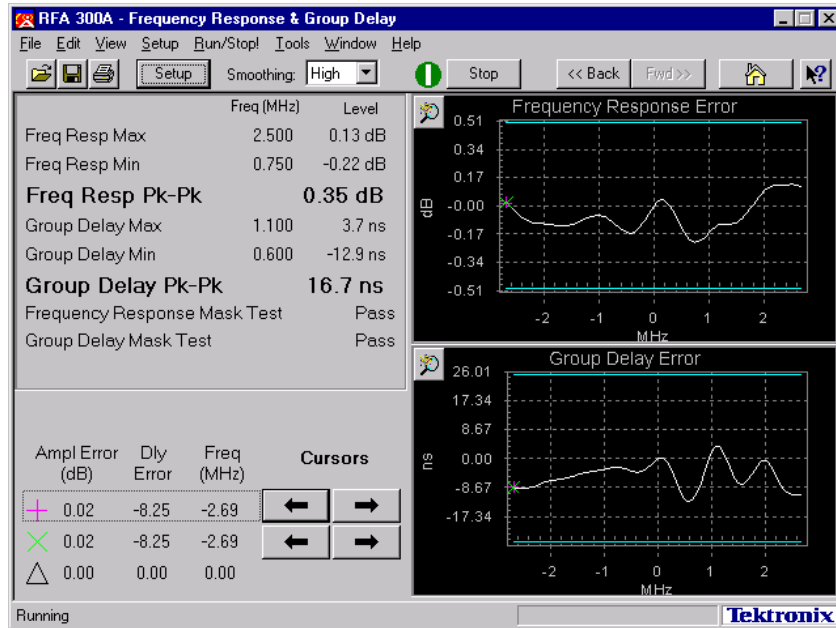 RFA 300A - Frequency Response & Group Delay
File Edit View Setup Run/Stop! Tools Window Help
Setup Smoothing: High Stop << Back Fwd >>
Freq (MHz) Level
Freq Resp Max 2.500 0.13 dB
Freq Resp Min 0.750 -0.22 dB
Freq Resp Pk-Pk 0.35 dB
Group Delay Max 1.100 3.7 ns
Group Delay Min 0.600 -12.9 ns
Group Delay Pk-Pk 16.7 ns
Frequency Response Mask Test Pass
Group Delay Mask Test Pass
Frequency Response Error
0.51
0.34
0.17
-0.00
-0.17
-0.34
-0.51
dB
-2 -1 0 1 2
MHz
Group Delay Error
26.01
17.34
8.67
0.00
-8.67
-17.34
ns
-2 -1 0 1 2
MHz
Ampl Error (dB) Dly Error Freq (MHz) Cursors
0.02 -8.25 -2.69
0.02 -8.25 -2.69
0.00 0.00 0.00
Running
Tektronix